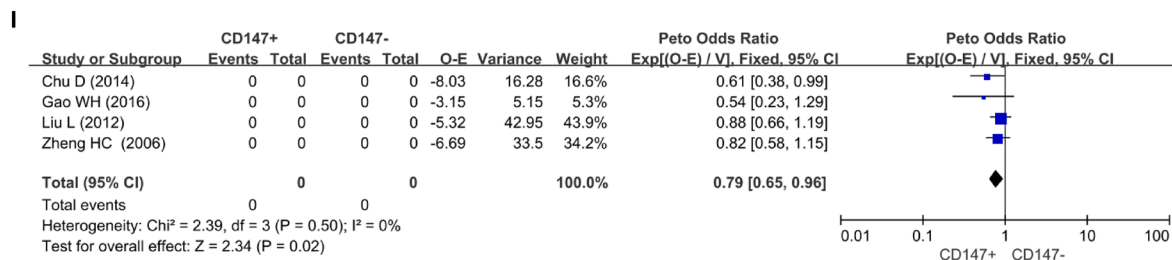 I
CD147+ CD147- Peto Odds Ratio Peto Odds Ratio
Study or Subgroup Events Total Events Total O-E Variance Weight Exp[(O-E) / V], Fixed, 95% CI Exp[(O-E) / V], Fixed, 95% CI
Chu D (2014) 0 0 0 0 -8.03 16.28 16.6% 0.61 [0.38, 0.99]
Gao WH (2016) 0 0 0 0 -3.15 5.15 5.3% 0.54 [0.23, 1.29]
Liu L (2012) 0 0 0 0 -5.32 42.95 43.9% 0.88 [0.66, 1.19]
Zheng HC (2006) 0 0 0 0 -6.69 33.5 34.2% 0.82 [0.58, 1.15]
Total (95% CI) 0 0 100.0% 0.79 [0.65, 0.96]
Total events 0 0
Heterogeneity: Chi² = 2.39, df = 3 (P = 0.50); I² = 0%
Test for overall effect: Z = 2.34 (P = 0.02)
0.01 0.1 1 10 100
CD147+ CD147-